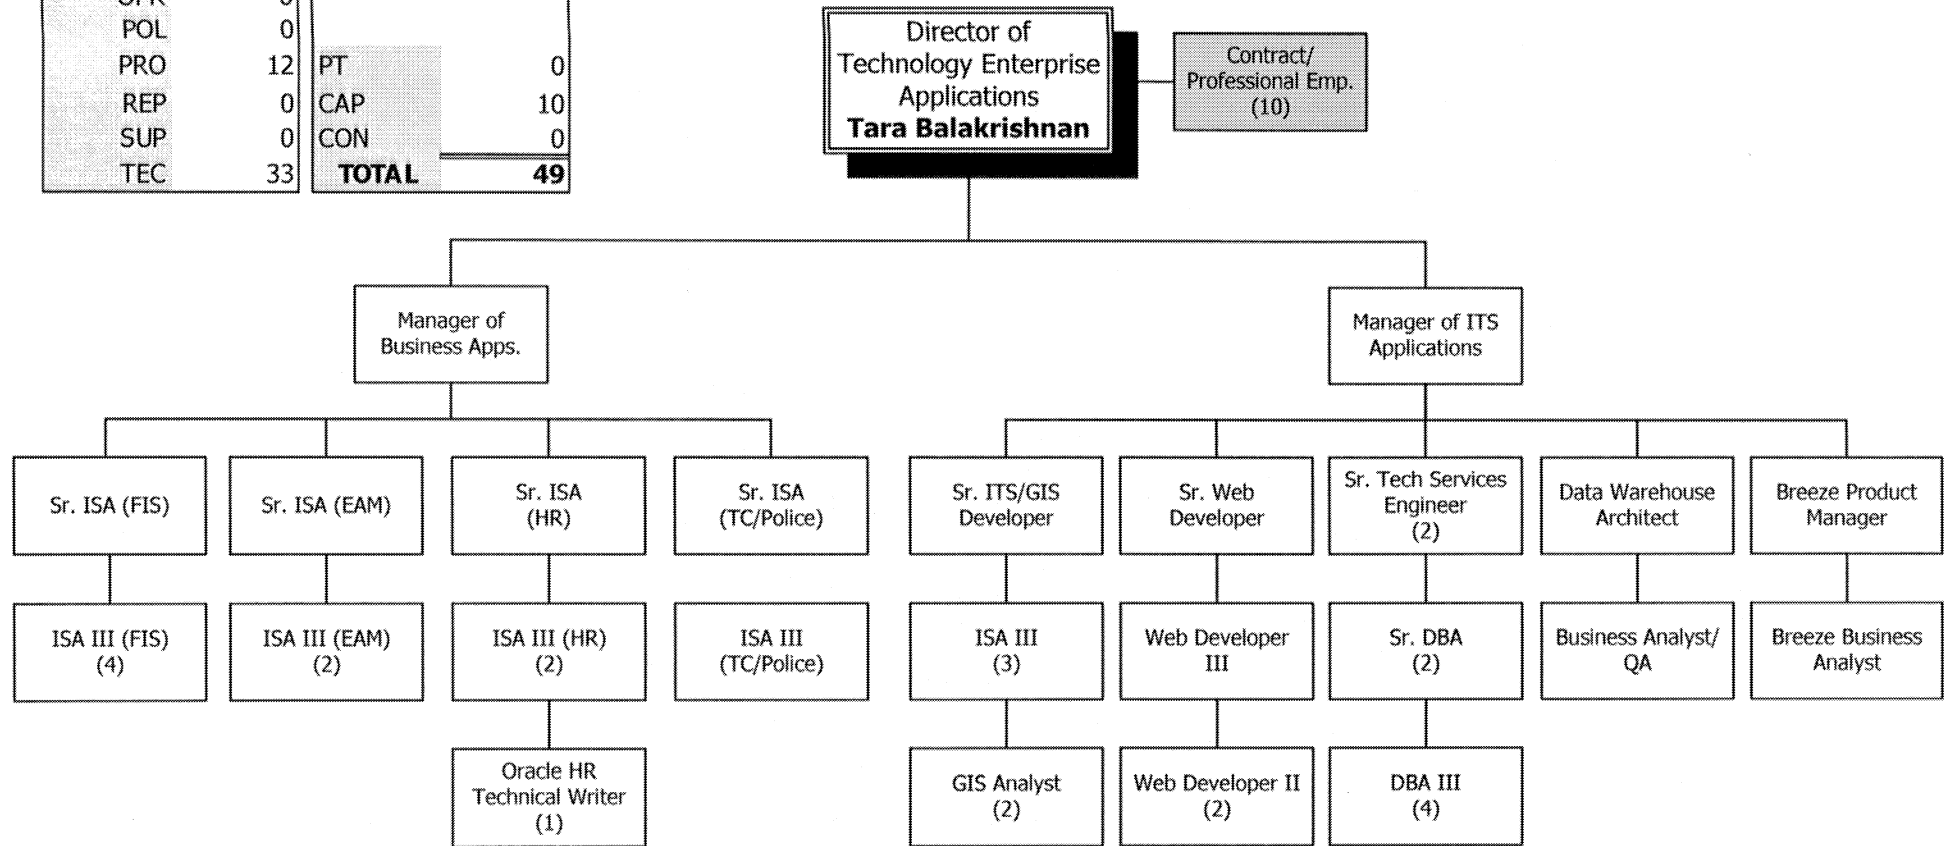 POL 0
PRO 12 PT 0
REP 0 CAP 10
SUP 0 CON 0
TEC 33 TOTAL 49
Director of
Technology Enterprise
Applications
Tara Balakrishnan
Contract/
Professional Emp.
(10)
Manager of
Business Apps.
Manager of ITS
Applications
Sr. ISA (FIS)
Sr. ISA (EAM)
Sr. ISA
(HR)
Sr. ISA
(TC/Police)
Sr. ITS/GIS
Developer
Sr. Web
Developer
Sr. Tech Services
Engineer
(2)
Data Warehouse
Architect
Breeze Product
Manager
ISA III (FIS)
(4)
ISA III (EAM)
(2)
ISA III (HR)
(2)
ISA III
(TC/Police)
ISA III
(3)
Web Developer
III
Sr. DBA
(2)
Business Analyst/
QA
Breeze Business
Analyst
Oracle HR
Technical Writer
(1)
GIS Analyst
(2)
Web Developer II
(2)
DBA III
(4)